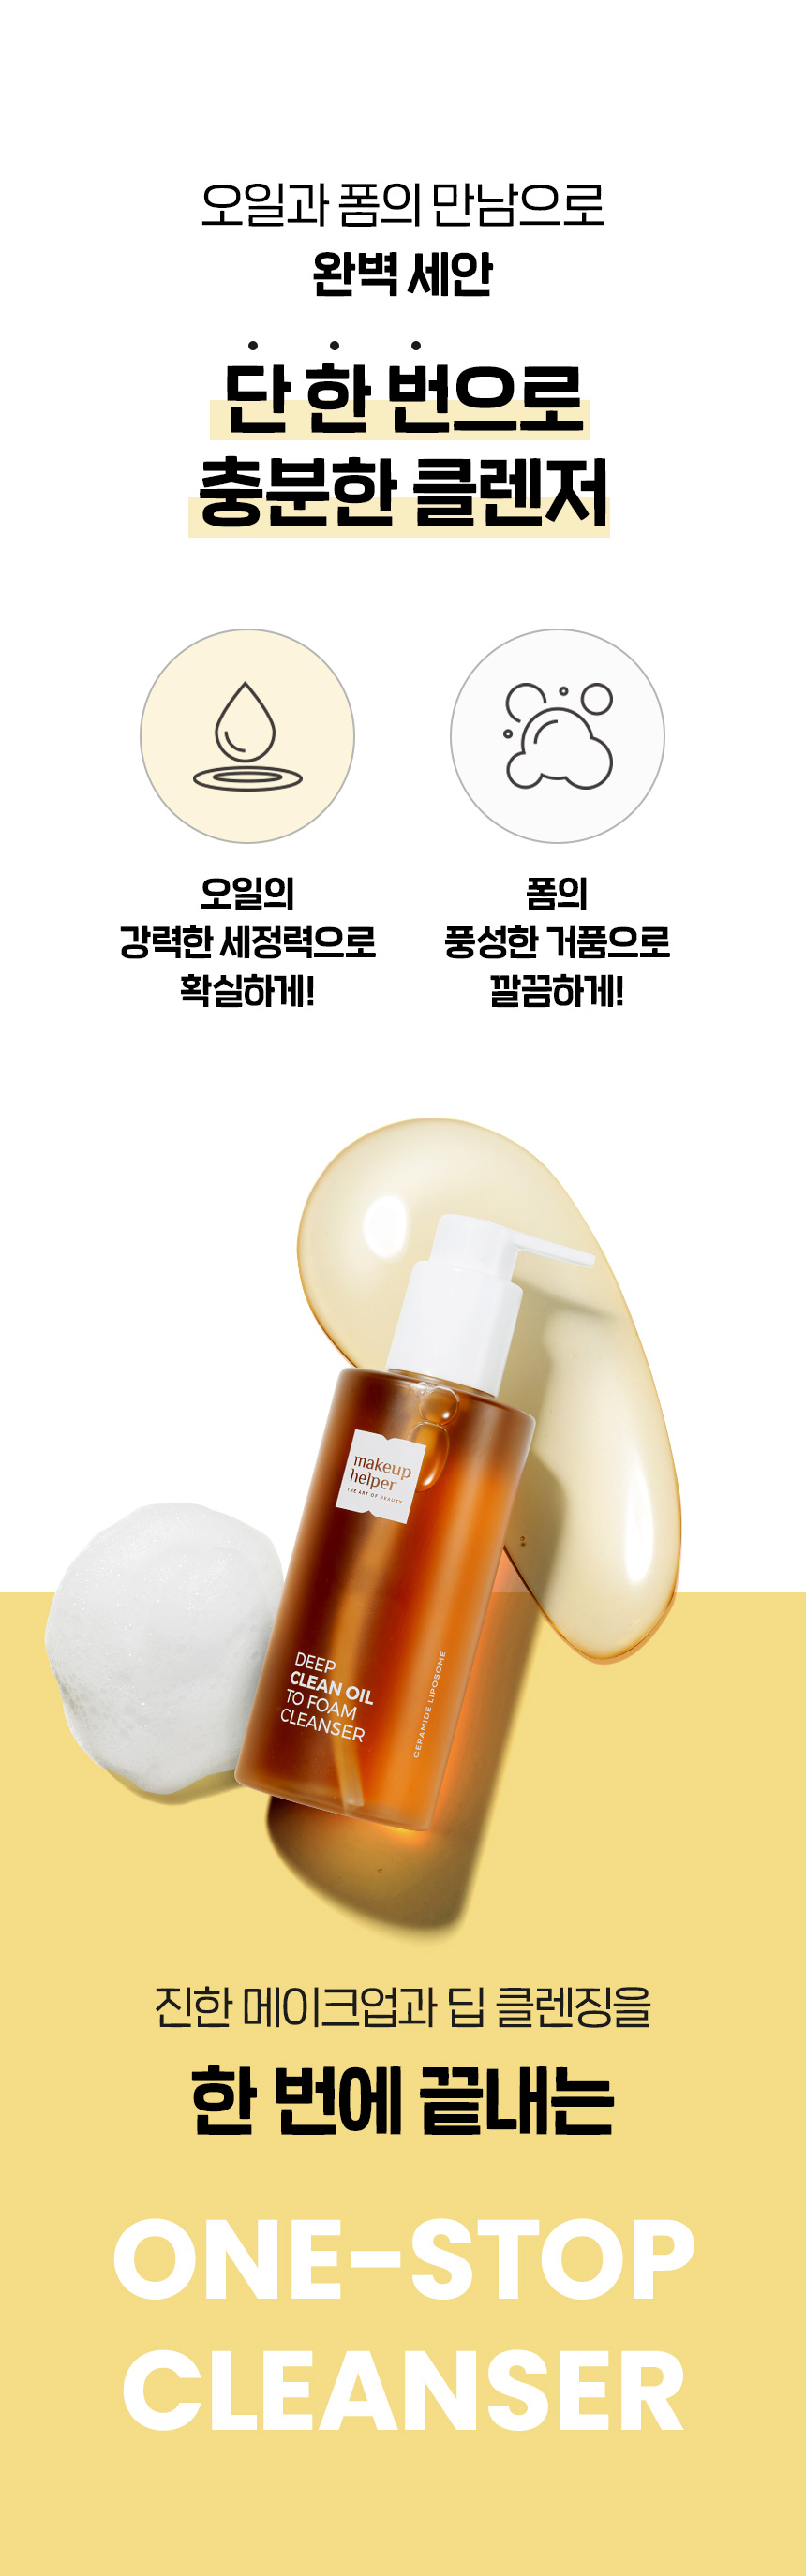 오일과 폼의 만남으로
완벽 세안
단 한 번으로
충분한 클렌저
오일의
강력한 세정력으로
확실하게!
폼의
풍성한 거품으로
깔끔하게!
makeup
helper
THE ART OF BEAUTY
DEEP
CLEAN OIL
TO FOAM
CLEANSER
CERAMIDE LIPOSOME
진한 메이크업과 딥 클렌징을
한 번에 끝내는
ONE-STOP
CLEANSER